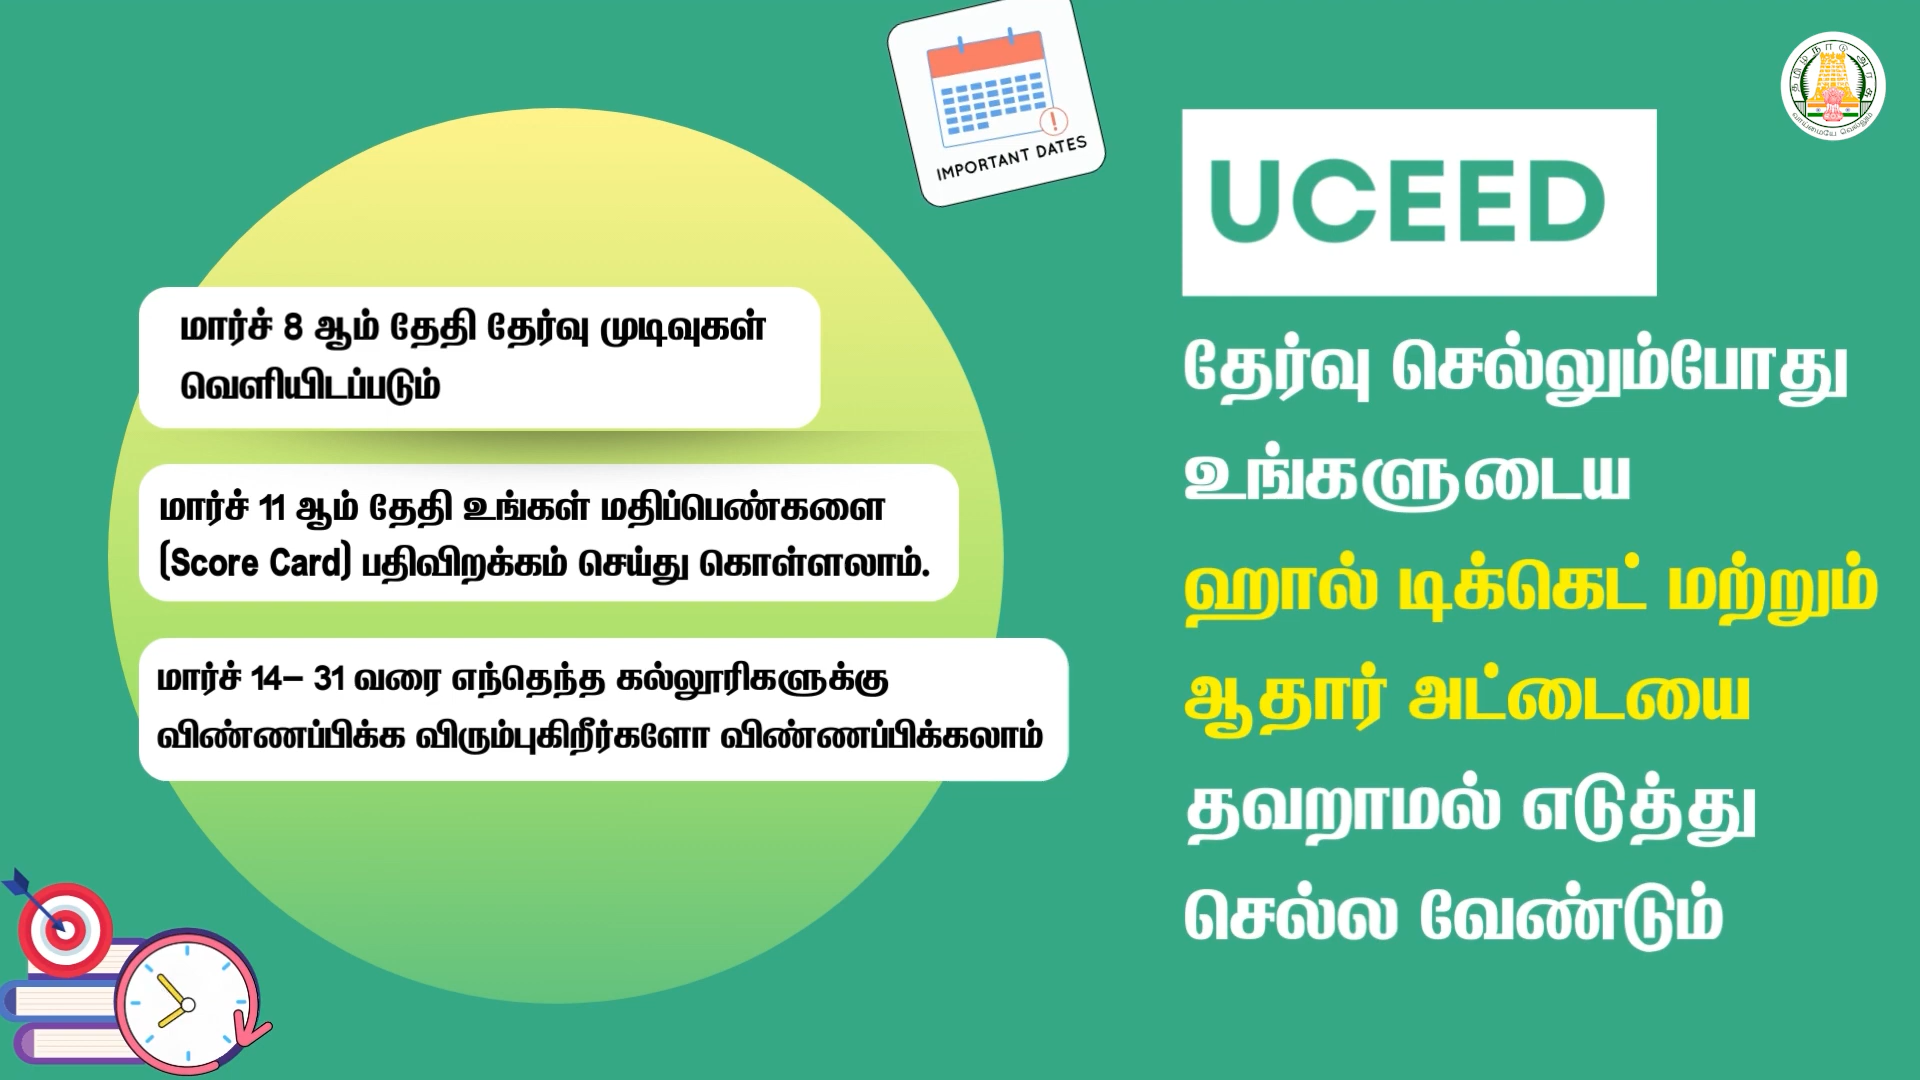 IMPORTANT DATES
மார்ச் 8 ஆம் தேதி தேர்வு முடிவுகள்
வெளியிடப்படும்
மார்ச் 11 ஆம் தேதி உங்கள் மதிப்பெண்களை
(Score Card) பதிவிறக்கம் செய்து கொள்ளலாம்.
மார்ச் 14- 31 வரை எந்தெந்த கல்லூரிகளுக்கு
விண்ணப்பிக்க விரும்புகிறீர்களோ விண்ணப்பிக்கலாம்
UCEED
தேர்வு செல்லும்போது
உங்களுடைய
ஹால் டிக்கெட் மற்றும்
ஆதார் அட்டையை
தவறாமல் எடுத்து
செல்ல வேண்டும்
தமிழ்நாடு அரசு
வாய்மையே வெல்லும்